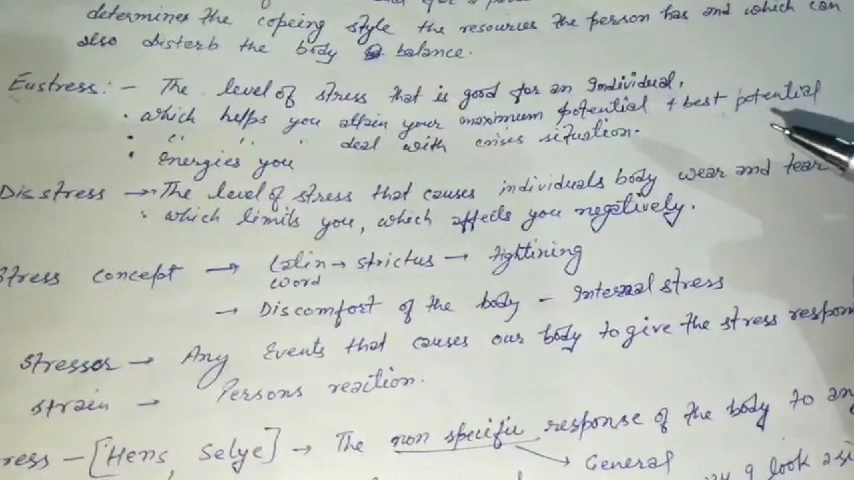 determines the copeing style the resources the person has and which can
also disturb the body balance.
Eustress: - The level of stress that is good for an Individual,
• which helps you attain your maximum potential + best potential
• " " " deal with crises situation.
• Energies you
Dis stress → • The level of stress that causes individuals body wear and tear
• which limits you, which affects you negatively.
Stress concept → Latin → strictus → tightining
word
→ Discomfort of the body - Internal stress
Stressor → Any Events that causes our body to give the stress respon
strain → Persons reaction.
ress - [Hens, Selye] → The non specific response of the body to an
→ General
g look